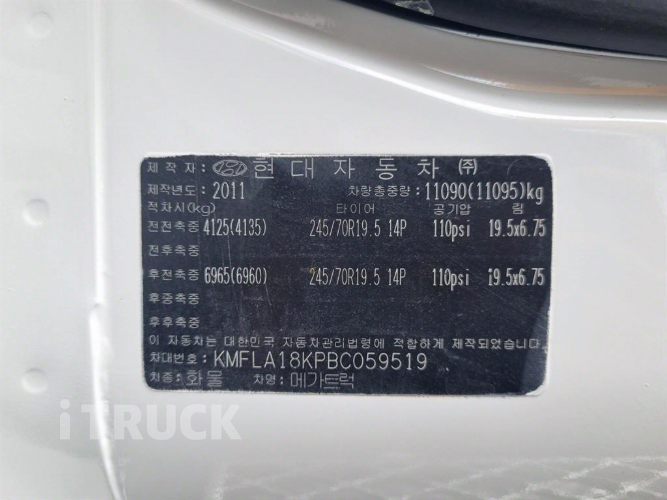 제 작 자 : 현 대 자 동 차 ㈜
제작년도 : 2011 차량총중량 : 11090(11095)kg
적차시(kg) 타이어 공기압 림
전전축중 4125(4135) 245/70R19.5 14P 110psi 19.5x6.75
전후축중
후전축중 6965(6960) 245/70R19.5 14P 110psi 19.5x6.75
후중축중
후후축중
이 자동차는 대한민국 자동차관리법령에 적합하게 제작되었습니다.
차대번호 : KMFLA18KPBC059519
차종 : 화 물 차명 : 메가트럭
iTRUCK